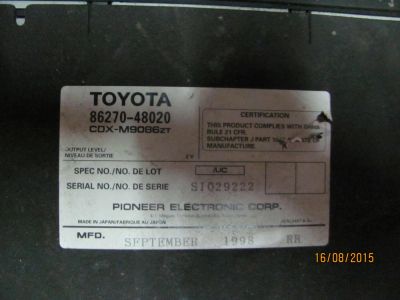 TOYOTA
86270-48020
CDX-M9086ZT
CERTIFICATION
THIS PRODUCT COMPLIES WITH DHHS
RULE 21 CFR.
SUBCHAPTER J PART OF
MANUFACTURE.
OUTPUT LEVEL/
NIVEAU DE SORTIE
SPEC NO./NO. DE LOT /UC
SERIAL NO./NO. DE SERIE SI029222
PIONEER ELECTRONIC CORP.
MADE IN JAPAN/FABRIQUE AU JAPON
MFD. SEPTEMBER 1998 RR
16/08/2015